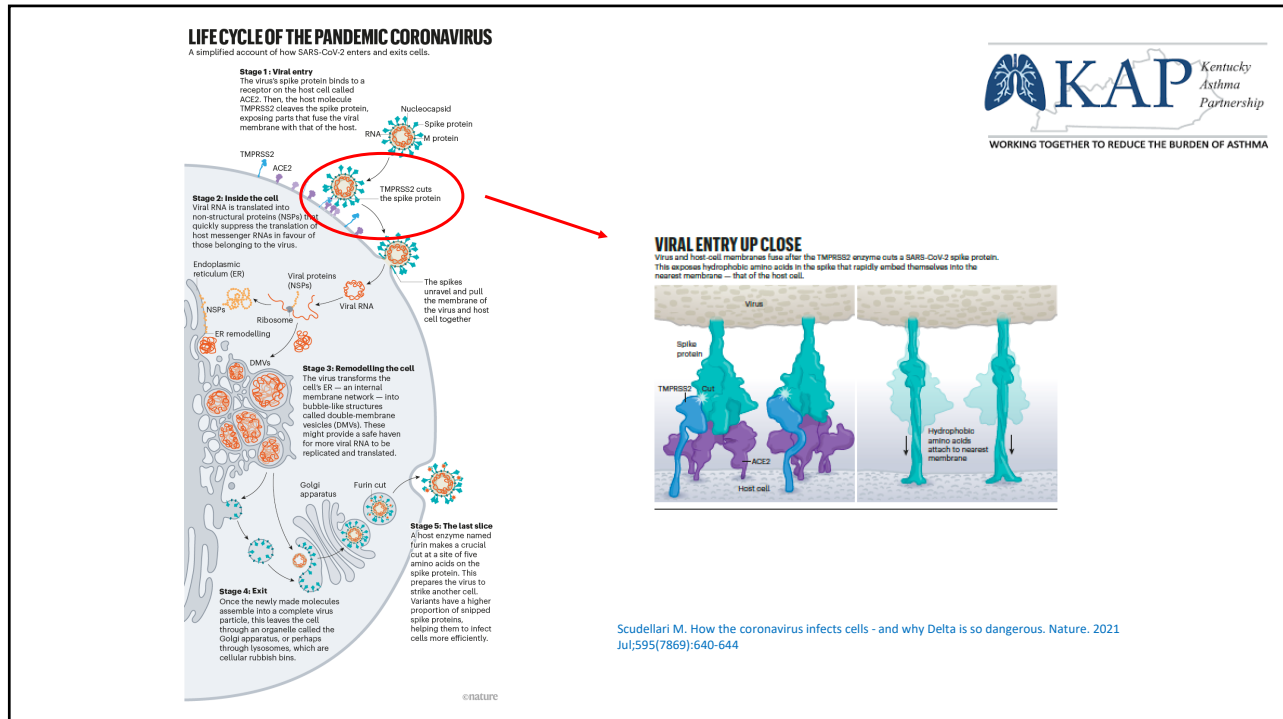 LIFE CYCLE OF THE PANDEMIC CORONAVIRUS
A simplified account of how SARS-CoV-2 enters and exits cells.
Stage 1 : Viral entry
The virus's spike protein binds to a
receptor on the host cell called
ACE2. Then, the host molecule
TMPRSS2 cleaves the spike protein,
exposing parts that fuse the viral
membrane with that of the host.
Nucleocapsid
Spike protein
RNA
M protein
TMPRSS2
ACE2
TMPRSS2 cuts
the spike protein
Stage 2: Inside the cell
Viral RNA is translated into
non-structural proteins (NSPs) that
quickly suppress the translation of
host messenger RNAs in favour of
those belonging to the virus.
Endoplasmic
reticulum (ER)
Viral proteins
(NSPs)
NSPs
Ribosome
Viral RNA
The spikes
unravel and pull
the membrane of
the virus and host
cell together
ER remodelling
DMVs
Stage 3: Remodelling the cell
The virus transforms the
cell's ER — an internal
membrane network — into
bubble-like structures
called double-membrane
vesicles (DMVs). These
might provide a safe haven
for more viral RNA to be
replicated and translated.
Golgi
apparatus
Furin cut
Stage 5: The last slice
A host enzyme named
furin makes a crucial
cut at a site of five
amino acids on the
spike protein. This
prepares the virus to
strike another cell.
Variants have a higher
proportion of snipped
spike proteins,
helping them to infect
cells more efficiently.
Stage 4: Exit
Once the newly made molecules
assemble into a complete virus
particle, this leaves the cell
through an organelle called the
Golgi apparatus, or perhaps
through lysosomes, which are
cellular rubbish bins.
©nature
KAP
Kentucky
Asthma
Partnership
WORKING TOGETHER TO REDUCE THE BURDEN OF ASTHMA
VIRAL ENTRY UP CLOSE
Virus and host-cell membranes fuse after the TMPRSS2 enzyme cuts a SARS-CoV-2 spike protein.
This exposes hydrophobic amino acids in the spike that rapidly embed themselves into the
nearest membrane — that of the host cell.
Virus
Spike
protein
TMPRSS2
Cut
ACE2
Host cell
Hydrophobic
amino acids
attach to nearest
membrane
Scudellari M. How the coronavirus infects cells - and why Delta is so dangerous. Nature. 2021
Jul;595(7869):640-644